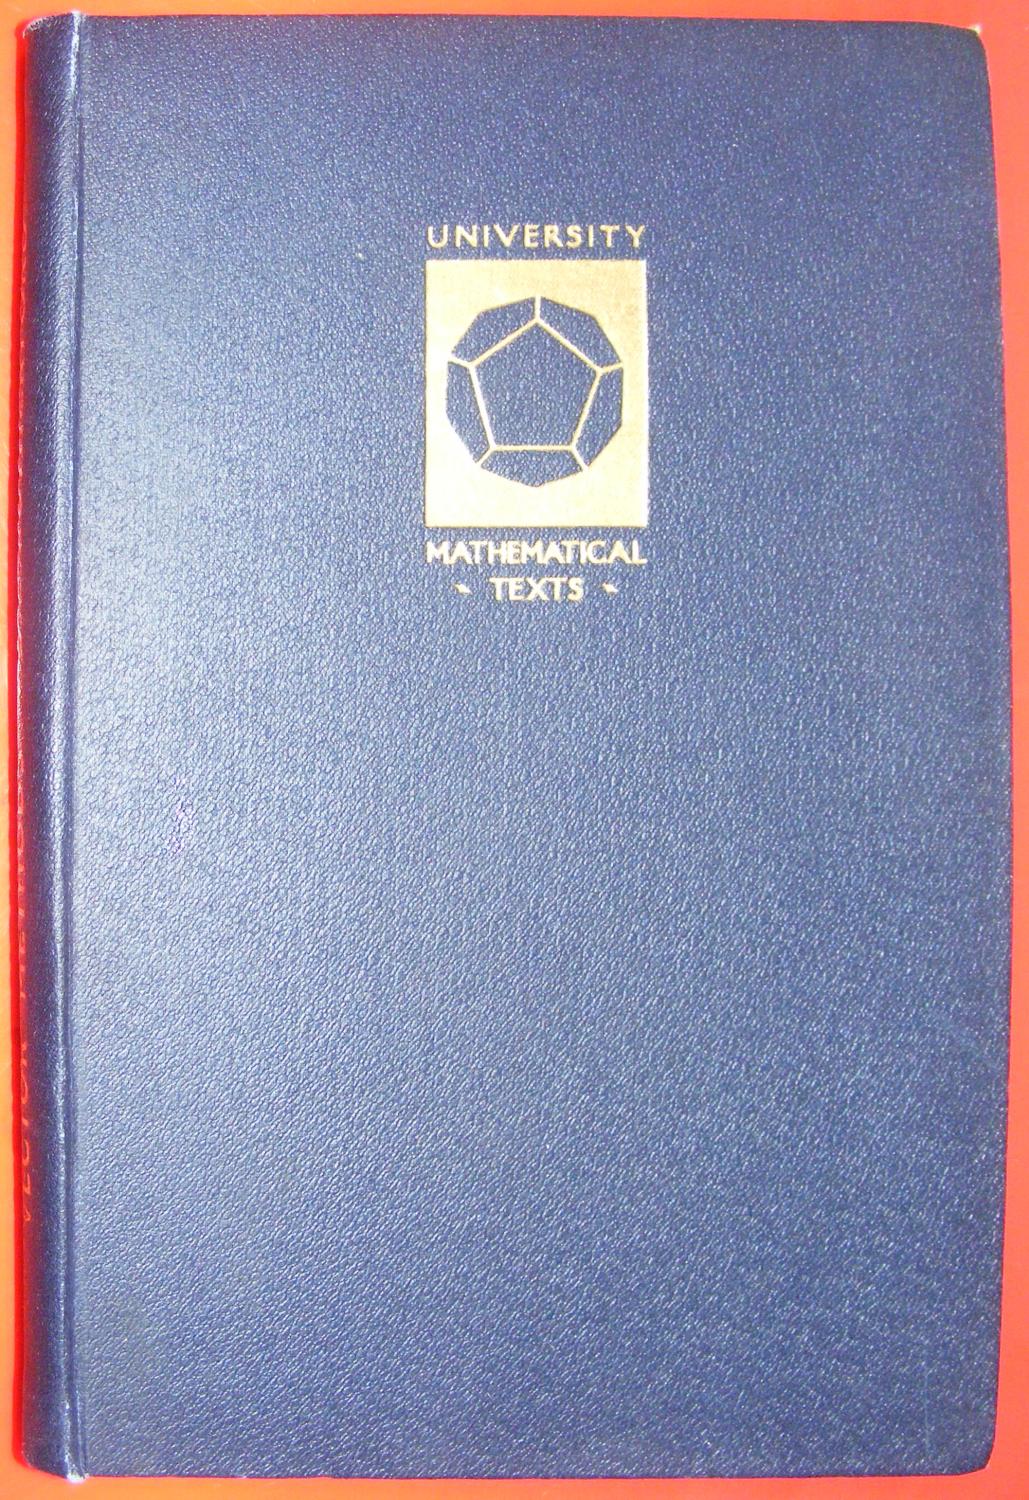 UNIVERSITY
MATHEMATICAL
~ TEXTS ~